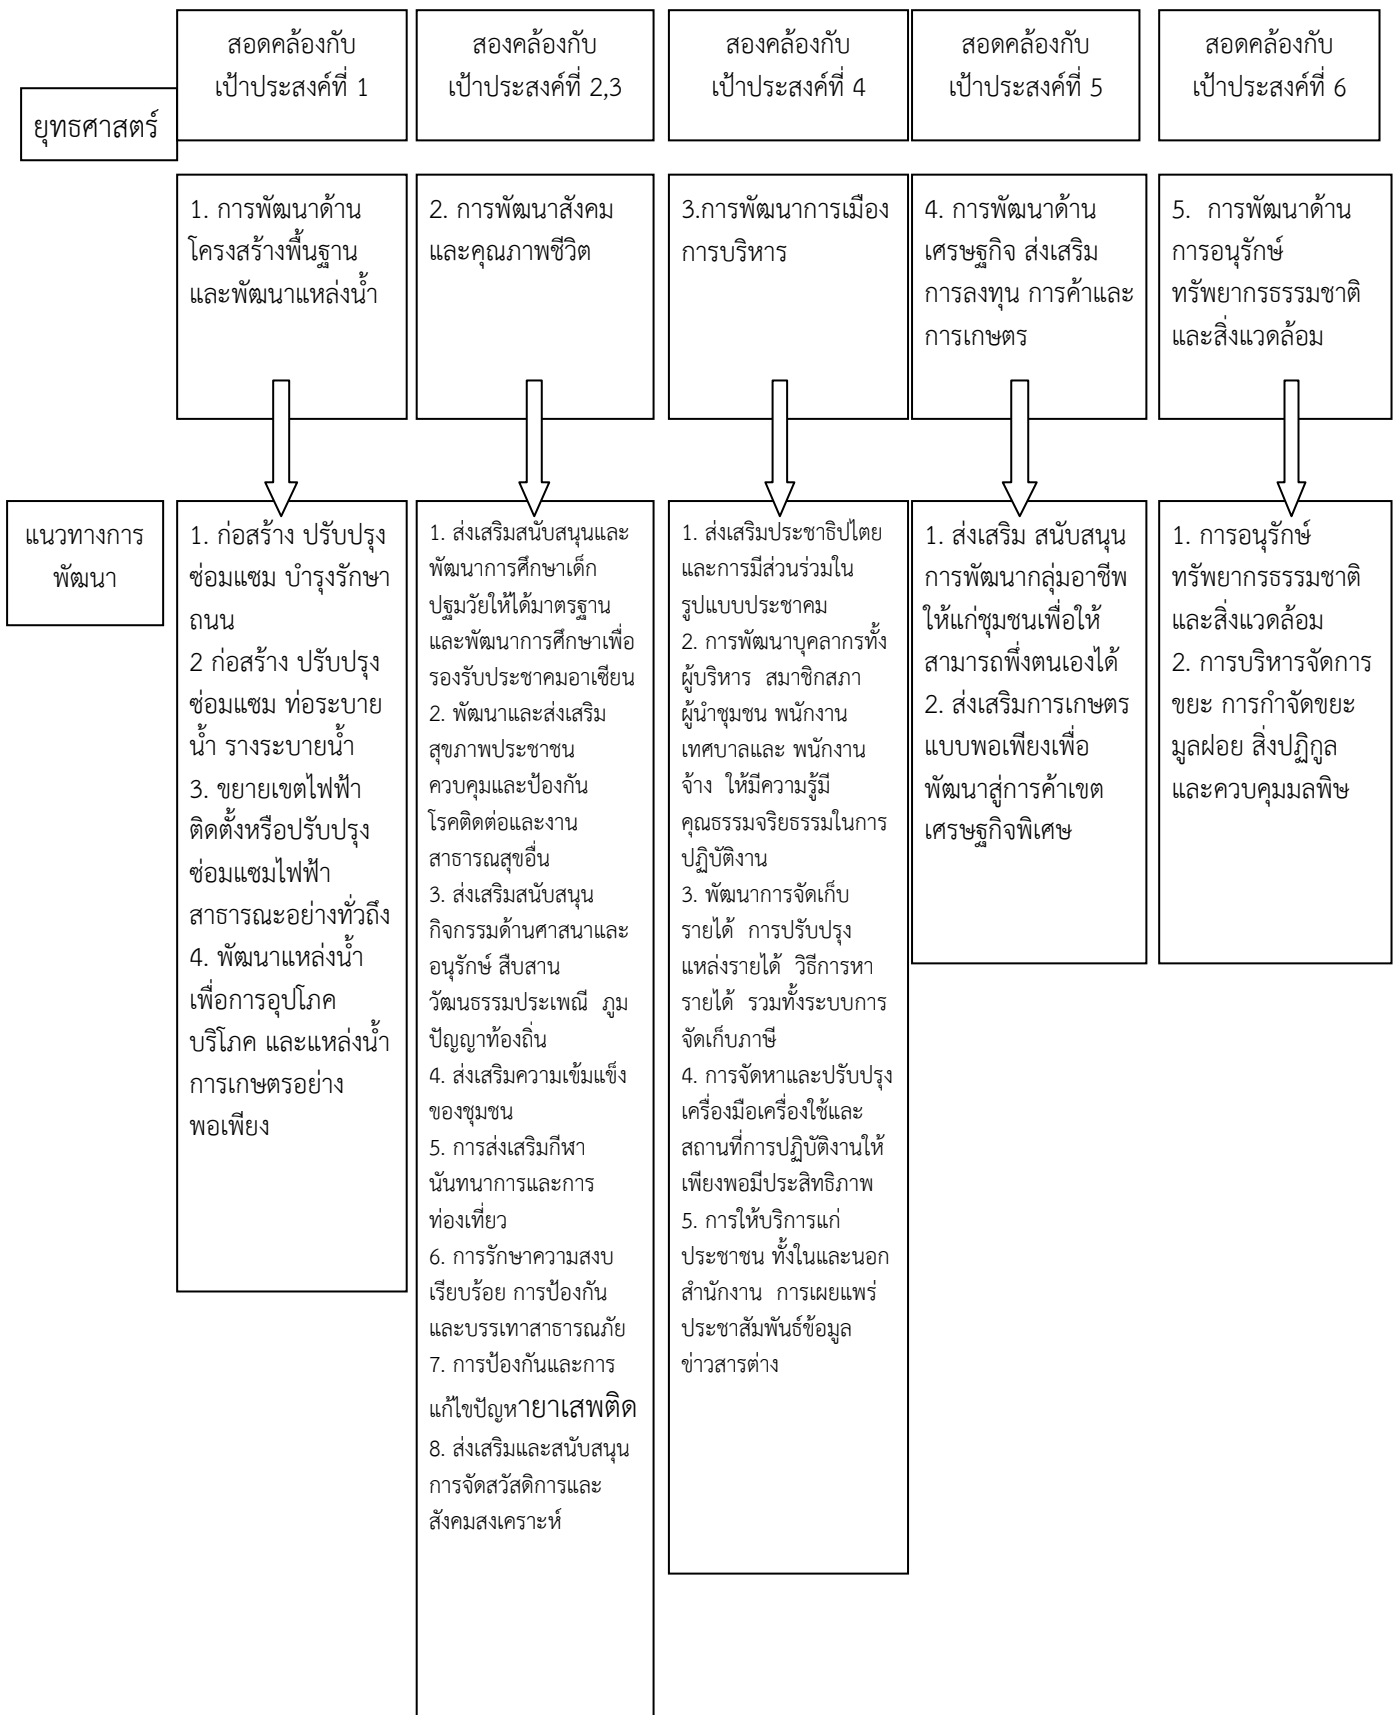 สอดคล้องกับ
เป้าประสงค์ที่ 1
สองคล้องกับ
เป้าประสงค์ที่ 2,3
สองคล้องกับ
เป้าประสงค์ที่ 4
สอดคล้องกับ
เป้าประสงค์ที่ 5
สอดคล้องกับ
เป้าประสงค์ที่ 6
ยุทธศาสตร์
1. การพัฒนาด้าน
โครงสร้างพื้นฐาน
และพัฒนาแหล่งน้ำ
2. การพัฒนาสังคม
และคุณภาพชีวิต
3.การพัฒนาการเมือง
การบริหาร
4. การพัฒนาด้าน
เศรษฐกิจ ส่งเสริม
การลงทุน การค้าและ
การเกษตร
5. การพัฒนาด้าน
การอนุรักษ์
ทรัพยากรธรรมชาติ
และสิ่งแวดล้อม
แนวทางการ
พัฒนา
1. ก่อสร้าง ปรับปรุง
ซ่อมแซม บำรุงรักษา
ถนน
2 ก่อสร้าง ปรับปรุง
ซ่อมแซม ท่อระบาย
น้ำ รางระบายน้ำ
3. ขยายเขตไฟฟ้า
ติดตั้งหรือปรับปรุง
ซ่อมแซมไฟฟ้า
สาธารณะอย่างทั่วถึง
4. พัฒนาแหล่งน้ำ
เพื่อการอุปโภค
บริโภค และแหล่งน้ำ
การเกษตรอย่าง
พอเพียง
1. ส่งเสริมสนับสนุนและ
พัฒนาการศึกษาเด็ก
ปฐมวัยให้ได้มาตรฐาน
และพัฒนาการศึกษาเพื่อ
รองรับประชาคมอาเซียน
2. พัฒนาและส่งเสริม
สุขภาพประชาชน
ควบคุมและป้องกัน
โรคติดต่อและงาน
สาธารณสุขอื่น
3. ส่งเสริมสนับสนุน
กิจกรรมด้านศาสนาและ
อนุรักษ์ สืบสาน
วัฒนธรรมประเพณี ภูม
ปัญญาท้องถิ่น
4. ส่งเสริมความเข้มแข็ง
ของชุมชน
5. การส่งเสริมกีฬา
นันทนาการและการ
ท่องเที่ยว
6. การรักษาความสงบ
เรียบร้อย การป้องกัน
และบรรเทาสาธารณภัย
7. การป้องกันและการ
แก้ไขปัญหายาเสพติด
8. ส่งเสริมและสนับสนุน
การจัดสวัสดิการและ
สังคมสงเคราะห์
1. ส่งเสริมประชาธิปไตย
และการมีส่วนร่วมใน
รูปแบบประชาคม
2. การพัฒนาบุคลากรทั้ง
ผู้บริหาร สมาชิกสภา
ผู้นำชุมชน พนักงาน
เทศบาลและ พนักงาน
จ้าง ให้มีความรู้มี
คุณธรรมจริยธรรมในการ
ปฏิบัติงาน
3. พัฒนาการจัดเก็บ
รายได้ การปรับปรุง
แหล่งรายได้ วิธีการหา
รายได้ รวมทั้งระบบการ
จัดเก็บภาษี
4. การจัดหาและปรับปรุง
เครื่องมือเครื่องใช้และ
สถานที่การปฏิบัติงานให้
เพียงพอมีประสิทธิภาพ
5. การให้บริการแก่
ประชาชน ทั้งในและนอก
สำนักงาน การเผยแพร่
ประชาสัมพันธ์ข้อมูล
ข่าวสารต่าง
1. ส่งเสริม สนับสนุน
การพัฒนากลุ่มอาชีพ
ให้แก่ชุมชนเพื่อให้
สามารถพึ่งตนเองได้
2. ส่งเสริมการเกษตร
แบบพอเพียงเพื่อ
พัฒนาสู่การค้าเขต
เศรษฐกิจพิเศษ
1. การอนุรักษ์
ทรัพยากรธรรมชาติ
และสิ่งแวดล้อม
2. การบริหารจัดการ
ขยะ การกำจัดขยะ
มูลฝอย สิ่งปฏิกูล
และควบคุมมลพิษ